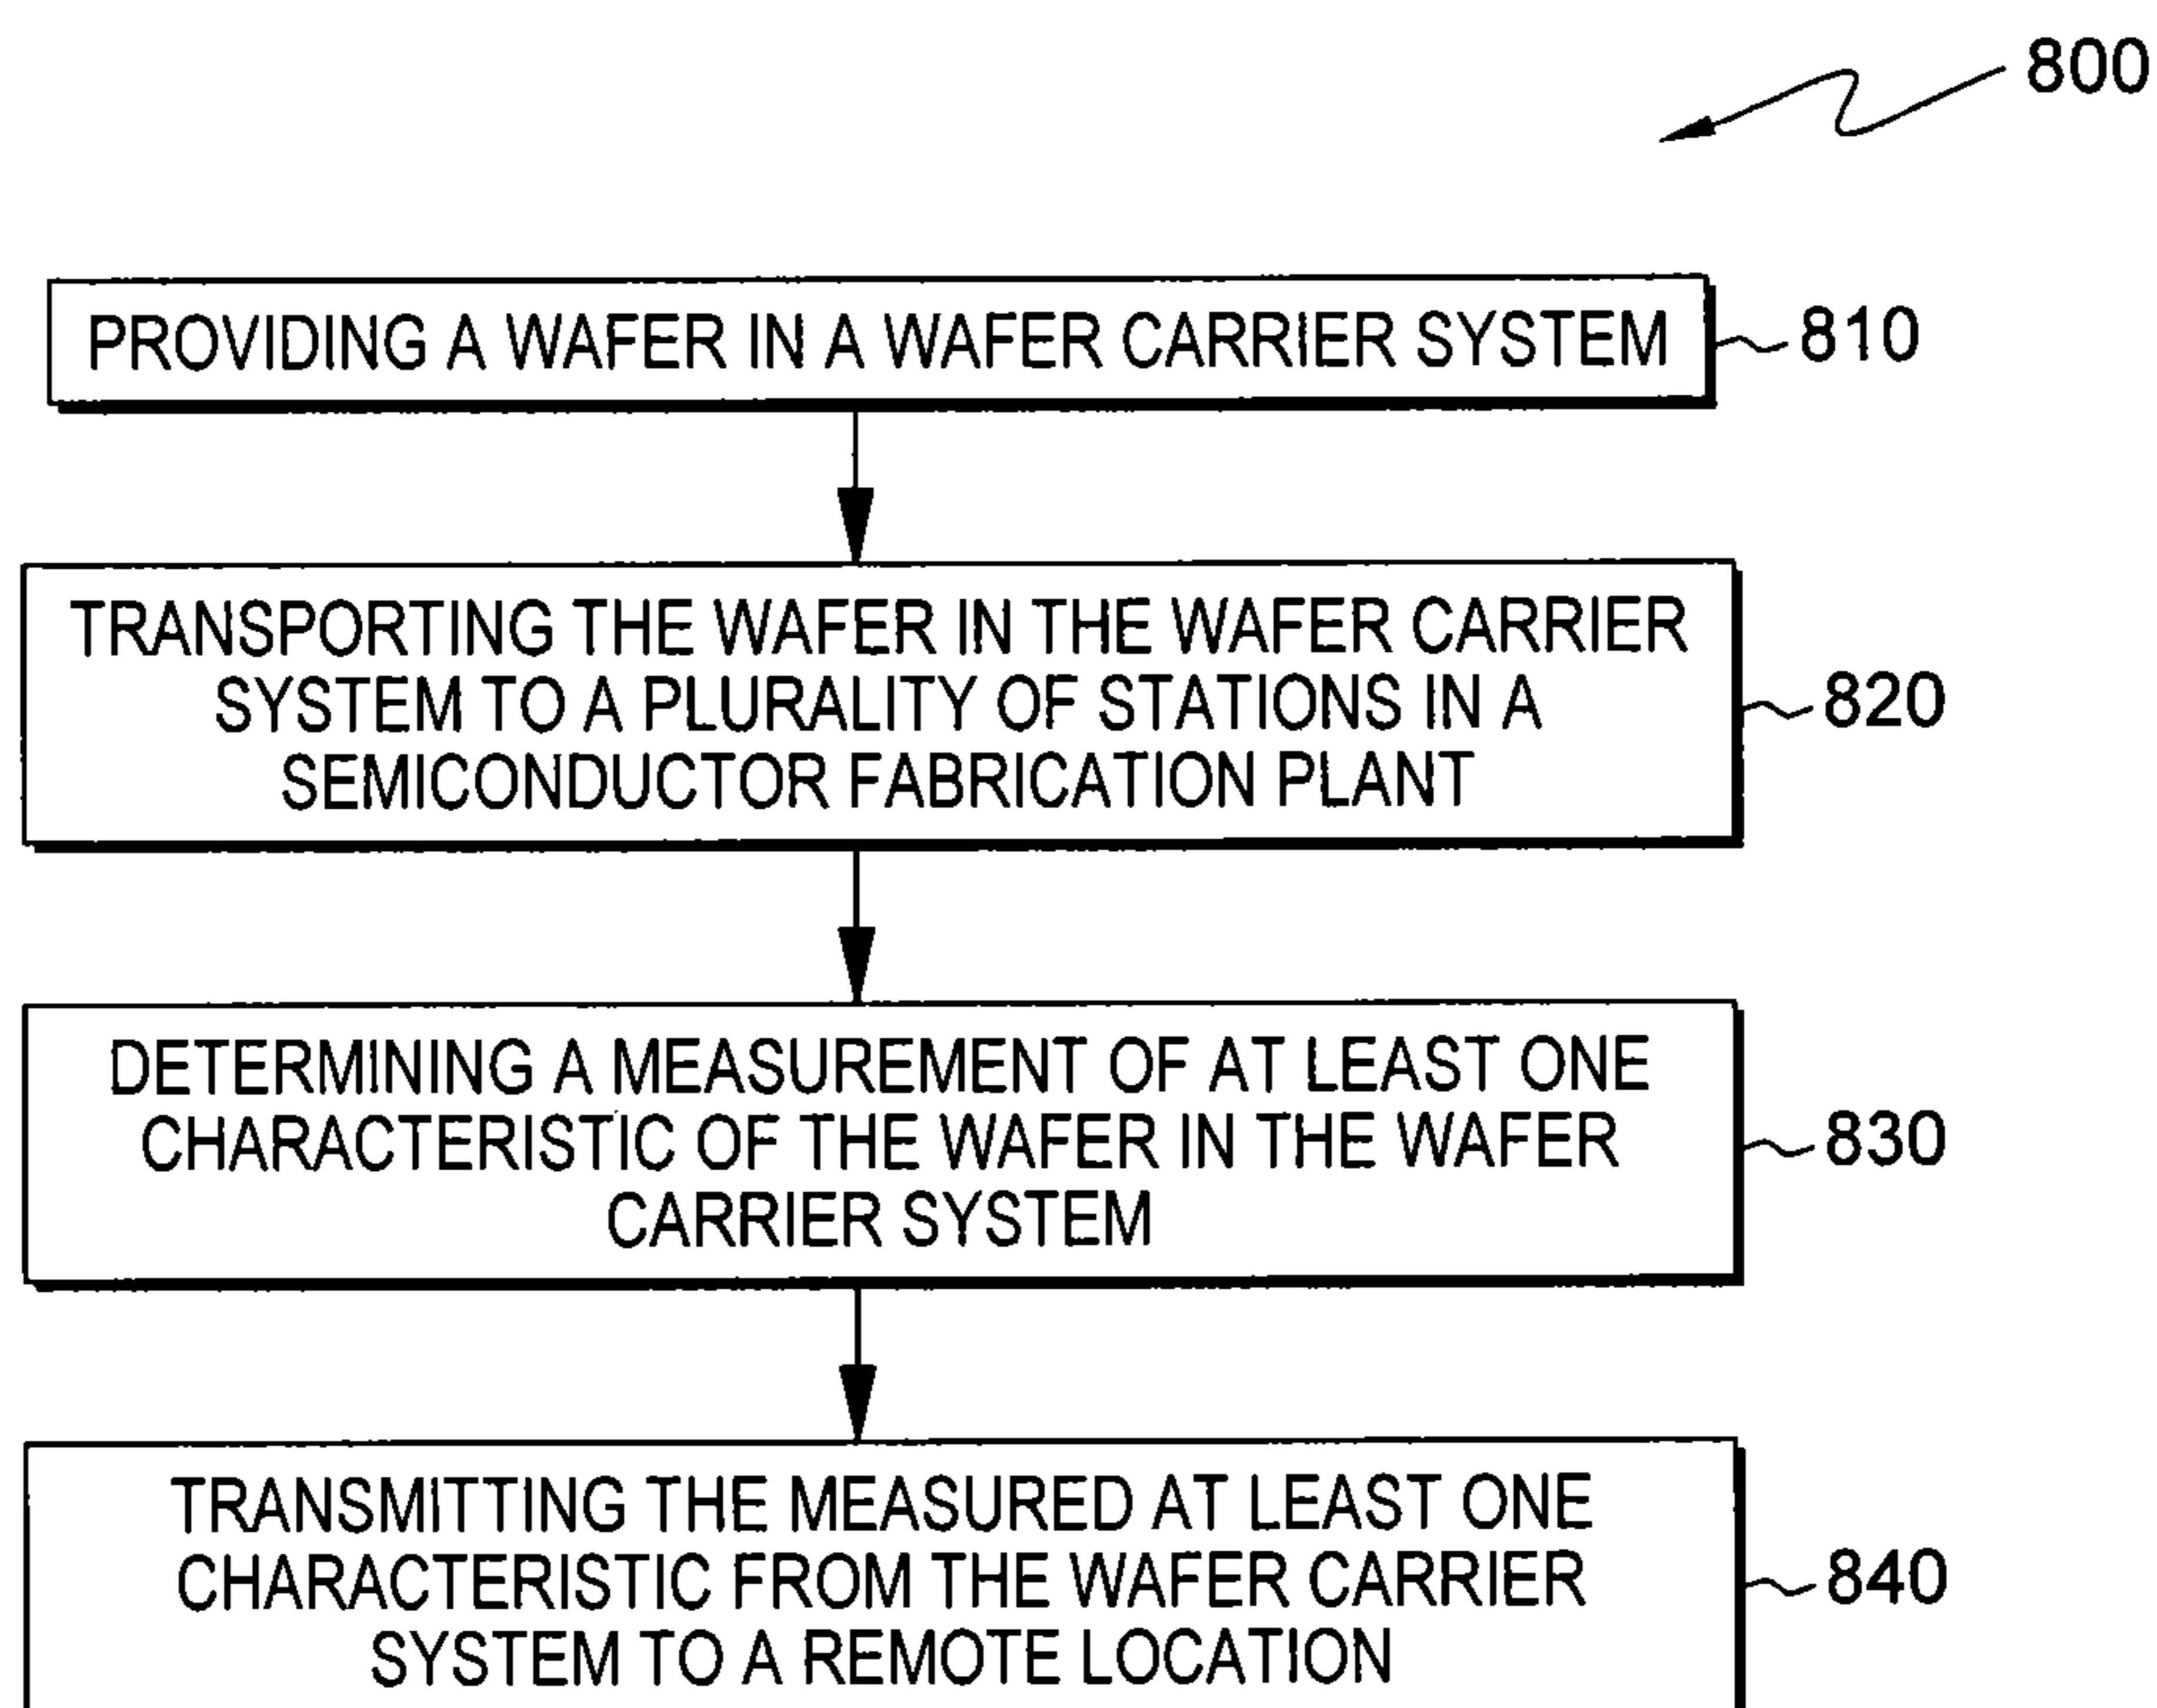 800
PROVIDING A WAFER IN A WAFER CARRIER SYSTEM
810
TRANSPORTING THE WAFER IN THE WAFER CARRIER
SYSTEM TO A PLURALITY OF STATIONS IN A
SEMICONDUCTOR FABRICATION PLANT
820
DETERMINING A MEASUREMENT OF AT LEAST ONE
CHARACTERISTIC OF THE WAFER IN THE WAFER
CARRIER SYSTEM
830
TRANSMITTING THE MEASURED AT LEAST ONE
CHARACTERISTIC FROM THE WAFER CARRIER
SYSTEM TO A REMOTE LOCATION
840